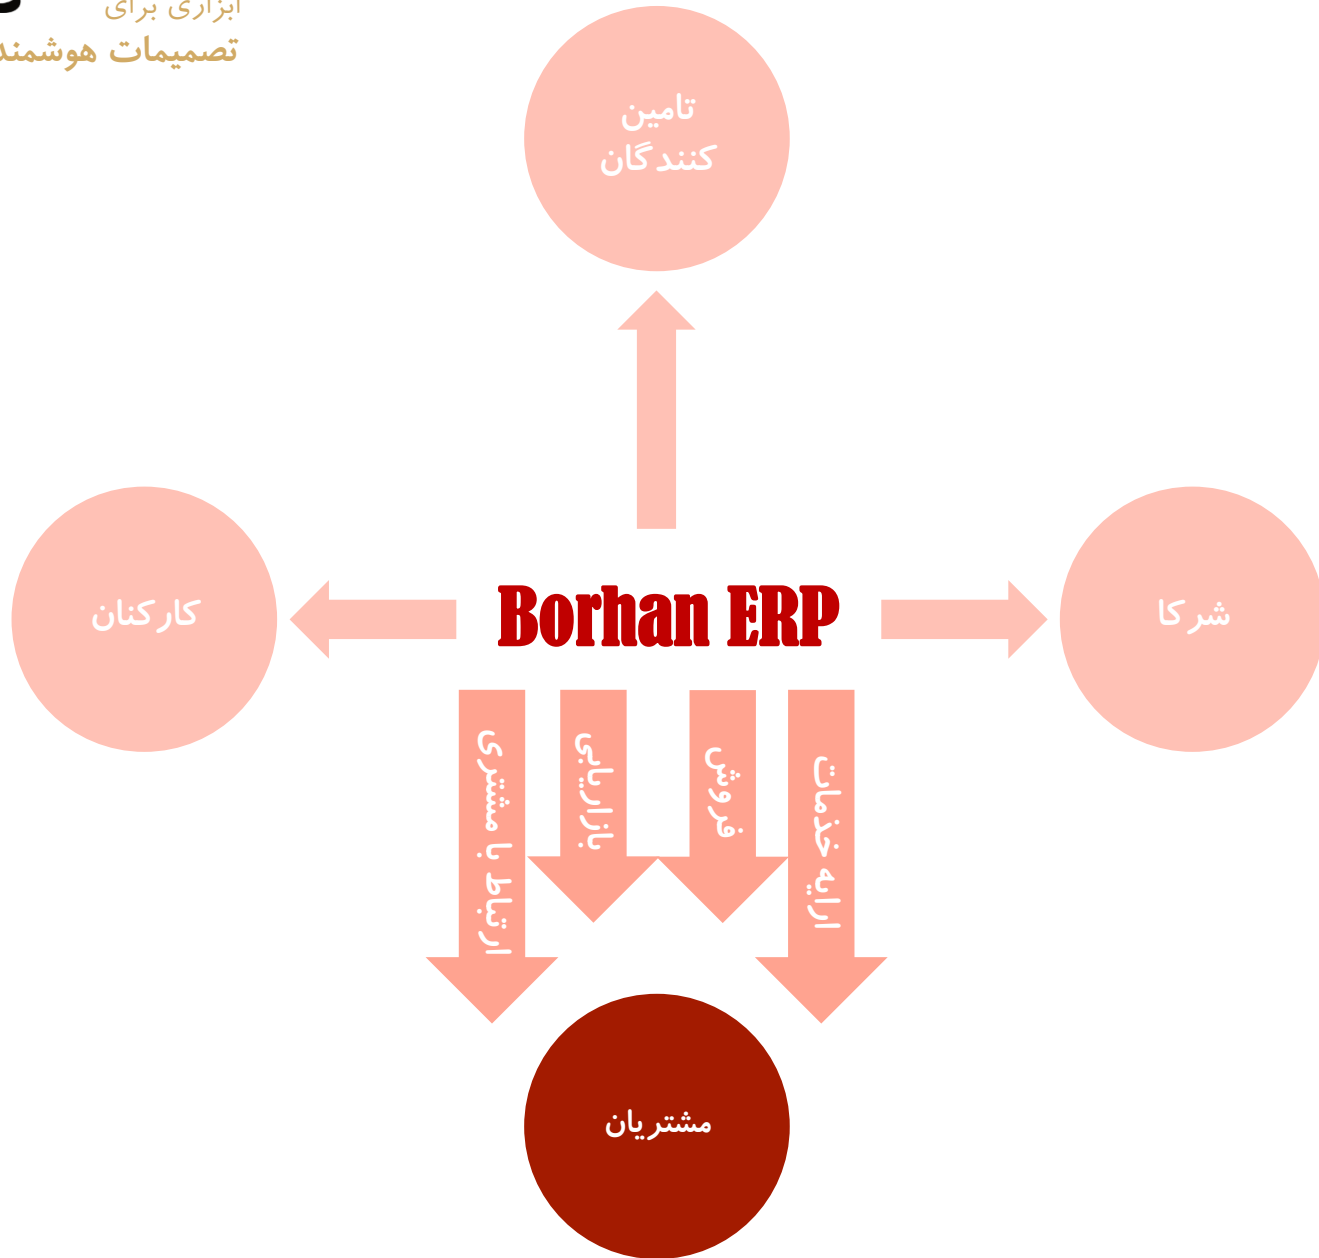 ابزاری برای
تصمیمات هوشمند
تامین
کنندگان
کارکنان
Borhan ERP
شرکا
ارتباط با مشتری
بازاریابی
فروش
ارایه خدمات
مشتریان